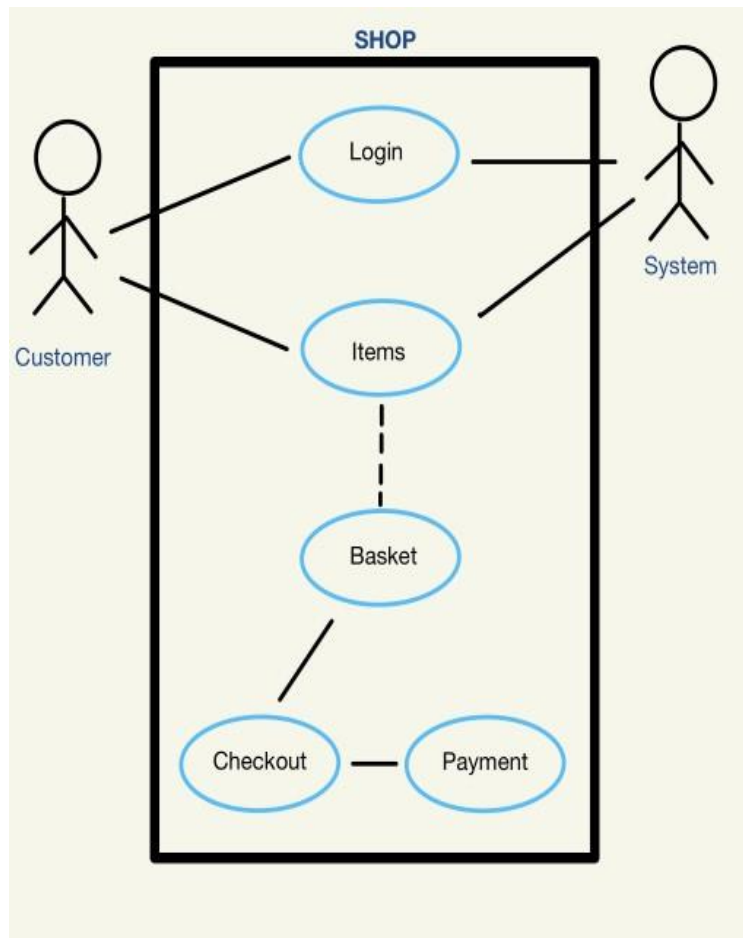 SHOP
Login
System
Items
Customer
Basket
Checkout
Payment